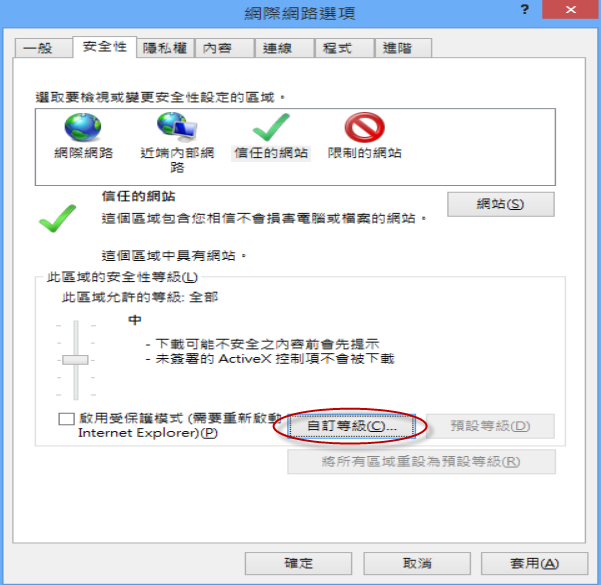 網際網路選項
?
×
一般 安全性 隱私權 內容 連線 程式 進階
選取要檢視或變更安全性設定的區域。
網際網路 近端內部網路 信任的網站 限制的網站
信任的網站
網站(S)
這個區域包含您相信不會損害電腦或檔案的網站。
這個區域中具有網站。
此區域的安全性等級(L)
此區域允許的等級: 全部
中
- 下載可能不安全之內容前會先提示
- 未簽署的 ActiveX 控制項不會被下載
啟用受保護模式 (需要重新啟動
Internet Explorer)(P)
自訂等級(C)...
預設等級(D)
將所有區域重設為預設等級(R)
確定 取消 套用(A)